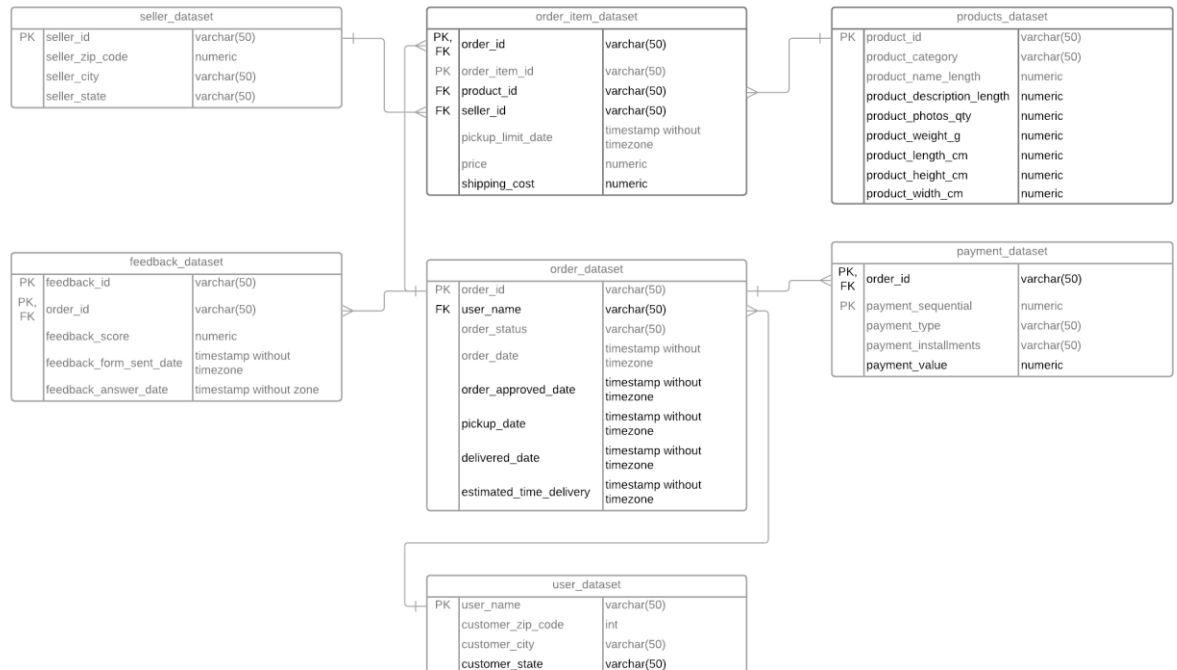 seller_dataset
PK seller_id varchar(50)
seller_zip_code numeric
seller_city varchar(50)
seller_state varchar(50)
order_item_dataset
PK,
FK order_id varchar(50)
PK order_item_id varchar(50)
FK product_id varchar(50)
FK seller_id varchar(50)
pickup_limit_date timestamp without
timezone
price numeric
shipping_cost numeric
products_dataset
PK product_id varchar(50)
product_category varchar(50)
product_name_length numeric
product_description_length numeric
product_photos_qty numeric
product_weight_g numeric
product_length_cm numeric
product_height_cm numeric
product_width_cm numeric
feedback_dataset
PK feedback_id varchar(50)
PK,
FK order_id varchar(50)
feedback_score numeric
feedback_form_sent_date timestamp without
timezone
feedback_answer_date timestamp without zone
order_dataset
PK order_id varchar(50)
FK user_name varchar(50)
order_status varchar(50)
order_date timestamp without
timezone
order_approved_date timestamp without
timezone
pickup_date timestamp without
timezone
delivered_date timestamp without
timezone
estimated_time_delivery timestamp without
timezone
payment_dataset
PK,
FK order_id varchar(50)
PK payment_sequential numeric
payment_type varchar(50)
payment_installments varchar(50)
payment_value numeric
user_dataset
PK user_name varchar(50)
customer_zip_code int
customer_city varchar(50)
customer_state varchar(50)